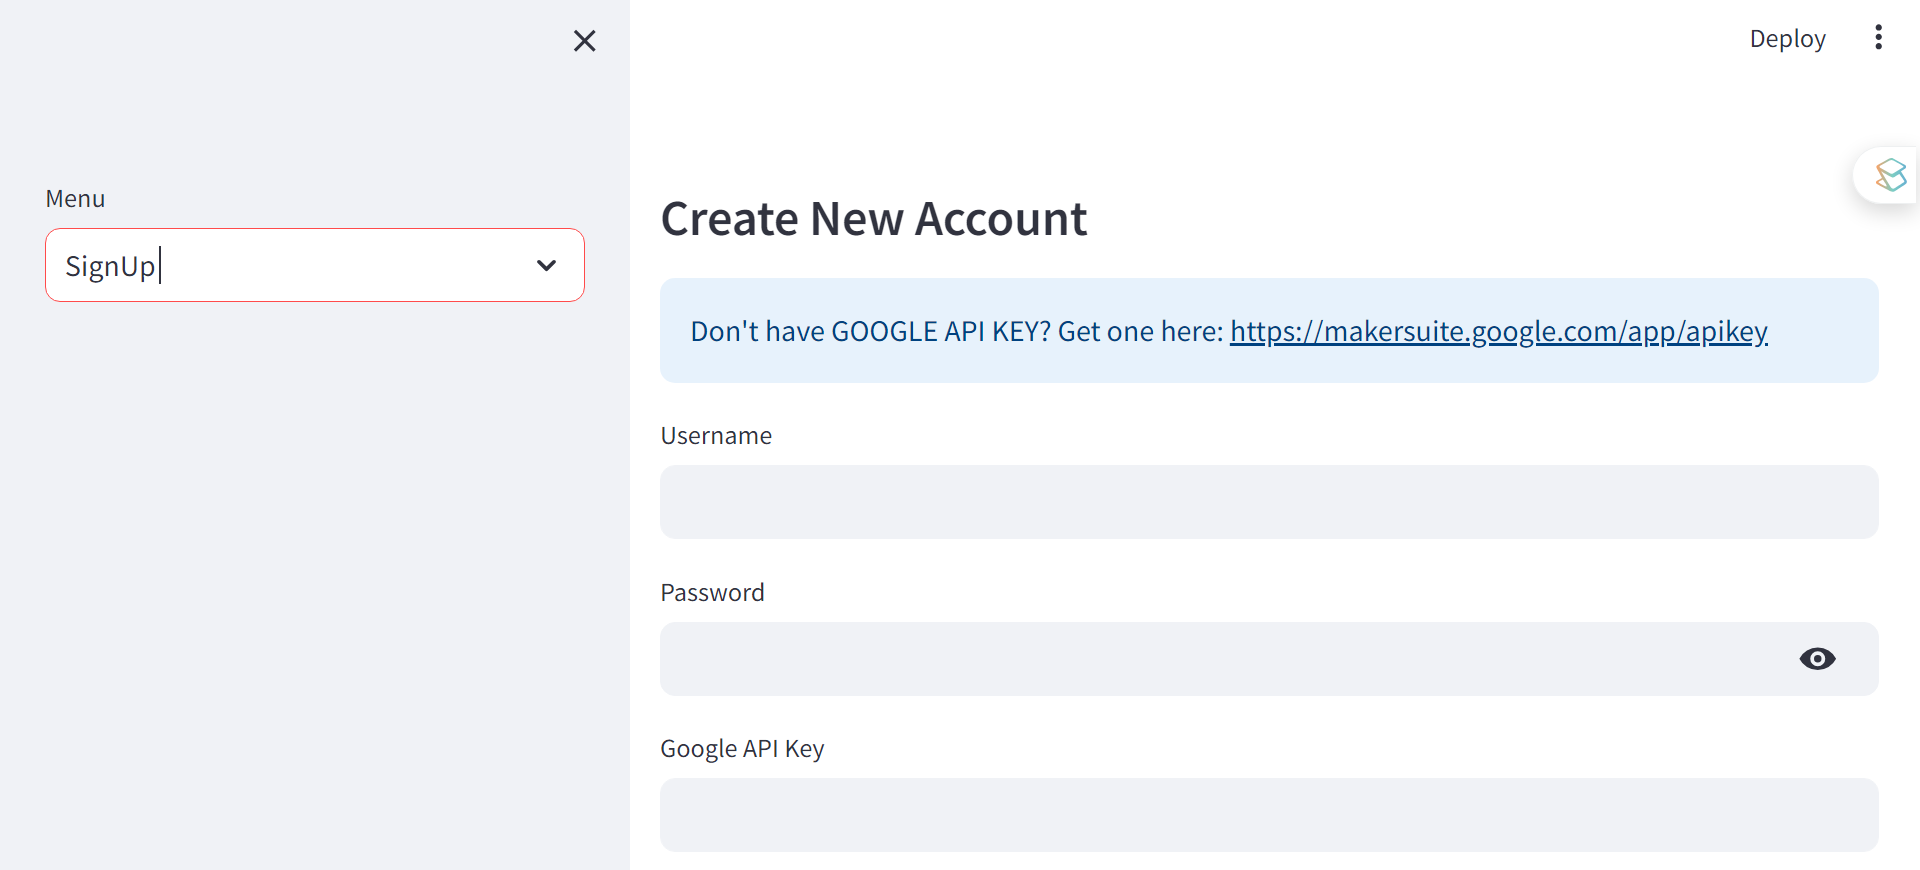 Deploy
Menu
SignUp
Create New Account
Don't have GOOGLE API KEY? Get one here: https://makersuite.google.com/app/apikey
Username
Password
Google API Key